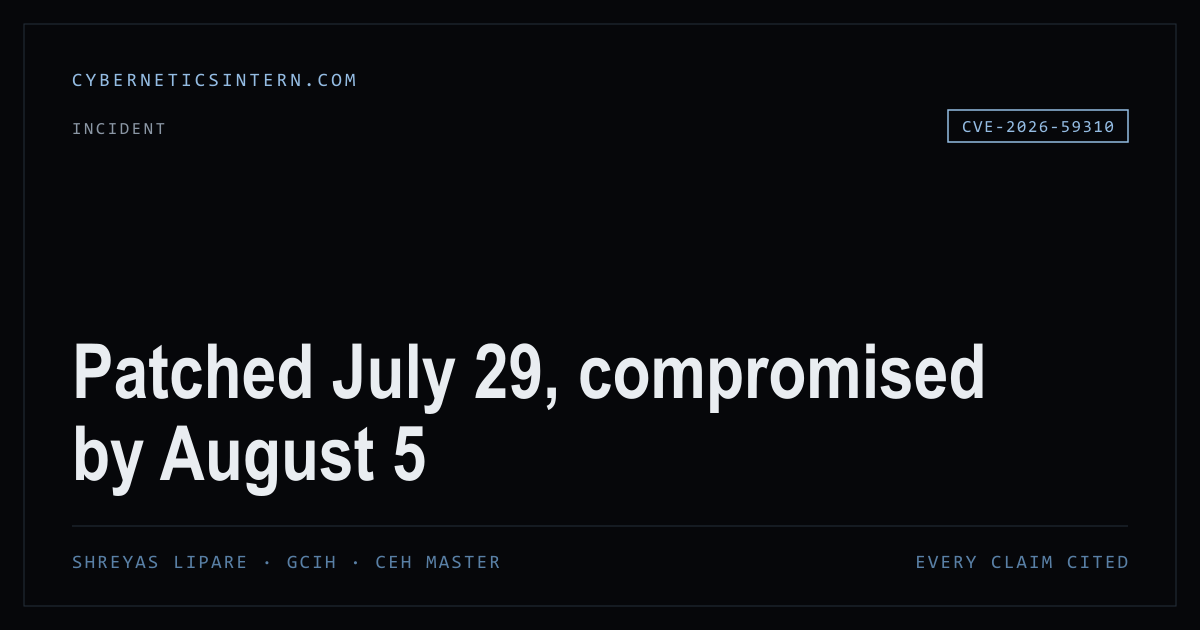 CYBERNETICSINTERN.COM
INCIDENT
CVE-2026-59310
Patched July 29, compromised
by August 5
SHREYAS LIPARE · GCIH · CEH MASTER
EVERY CLAIM CITED